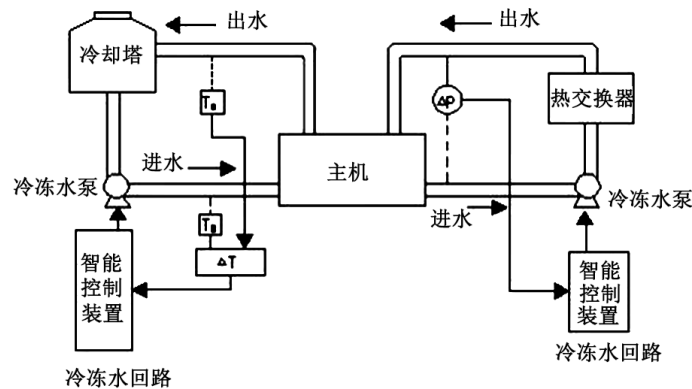 出水
出水
冷却塔
热交换器
Te
ΔP
进水
主机
冷冻水泵
冷冻水泵
进水
Te
ΔT
智能
控制
装置
智能
控制
装置
冷冻水回路
冷冻水回路